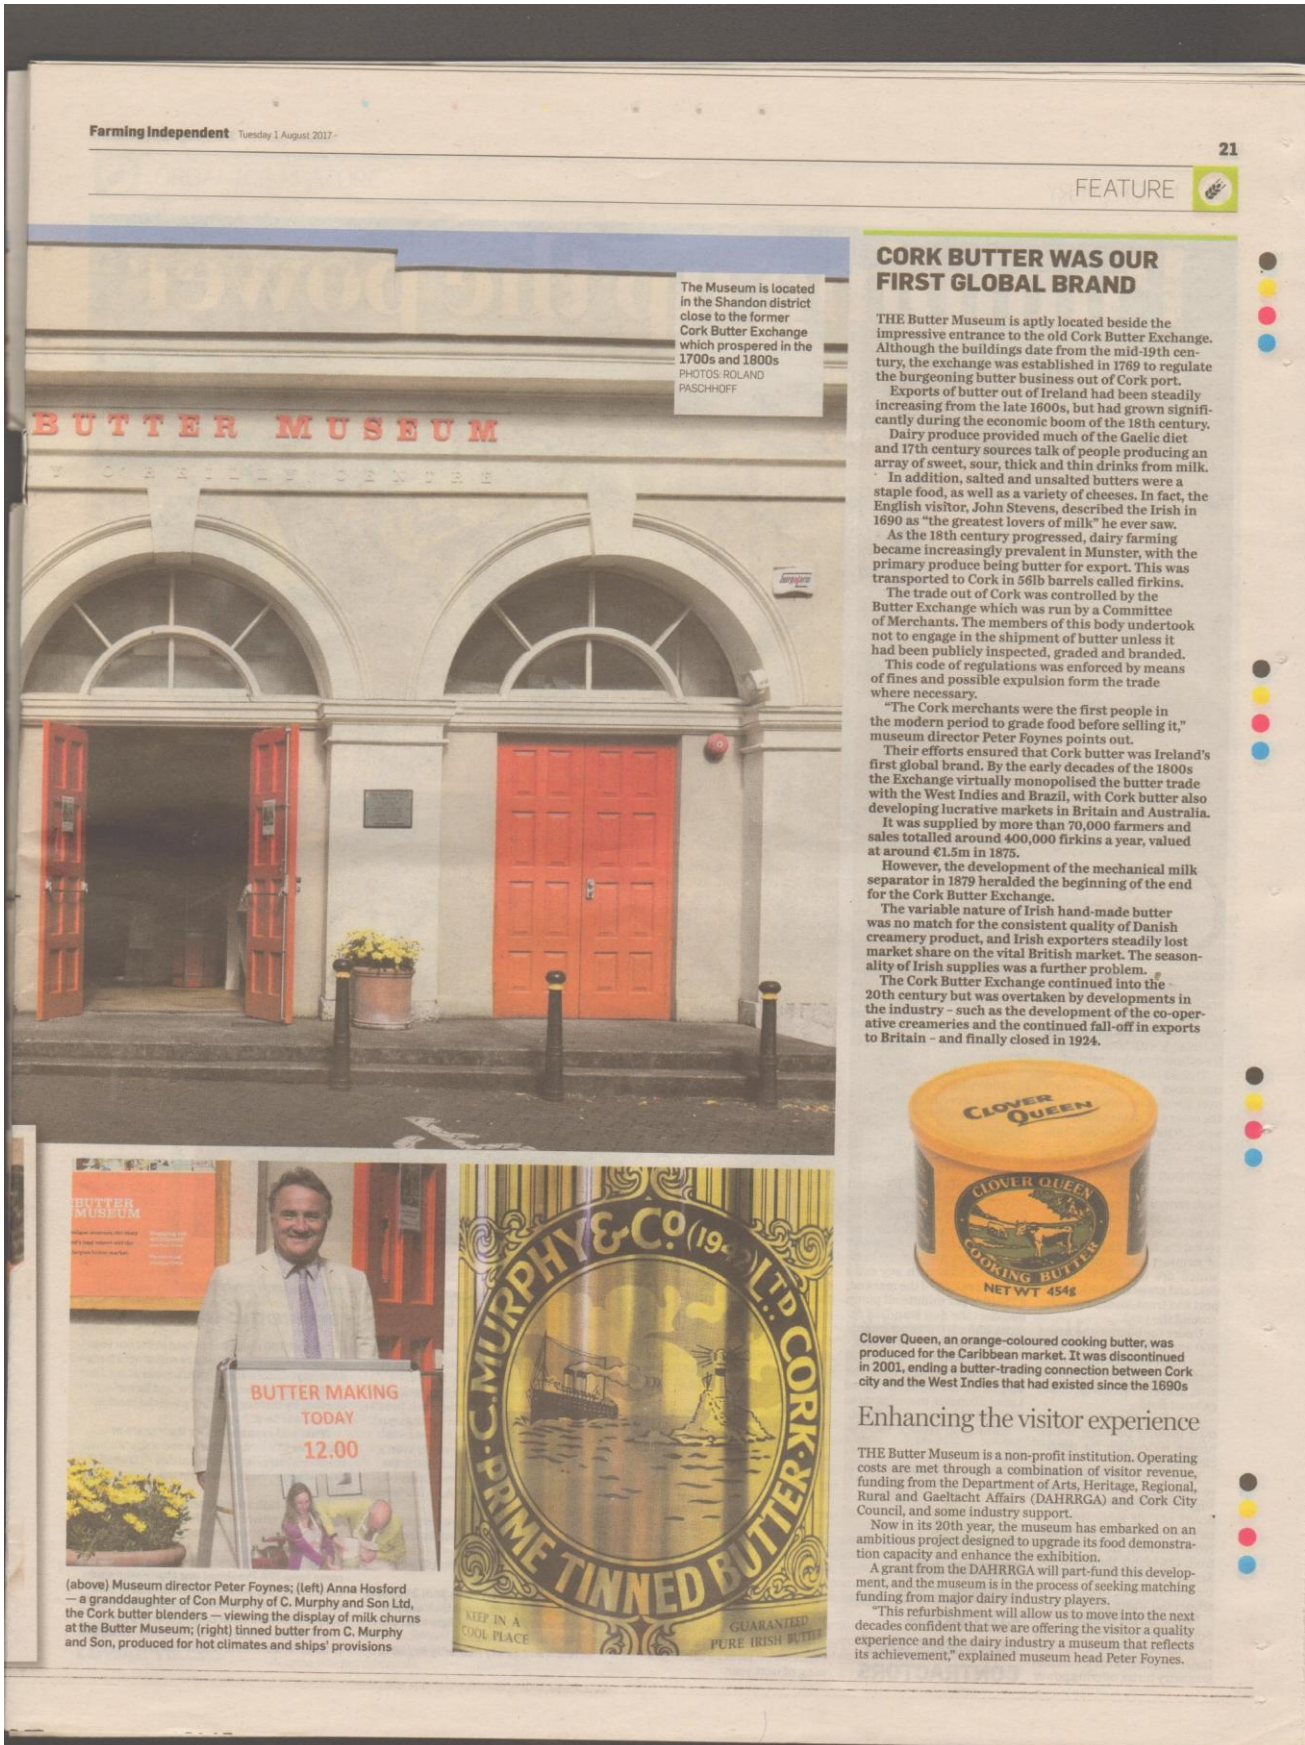 Farming Independent Tuesday 1 August 2017
21
FEATURE
The Museum is located
in the Shandon district
close to the former
Cork Butter Exchange
which prospered in the
1700s and 1800s
PHOTOS: ROLAND
PASCHHOFF
BUTTER MUSEUM
CENTRE
CORK BUTTER WAS OUR
FIRST GLOBAL BRAND
THE Butter Museum is aptly located beside the
impressive entrance to the old Cork Butter Exchange.
Although the buildings date from the mid-19th cen-
tury, the exchange was established in 1769 to regulate
the burgeoning butter business out of Cork port.
Exports of butter out of Ireland had been steadily
increasing from the late 1600s, but had grown signifi-
cantly during the economic boom of the 18th century.
Dairy produce provided much of the Gaelic diet
and 17th century sources talk of people producing an
array of sweet, sour, thick and thin drinks from milk.
In addition, salted and unsalted butters were a
staple food, as well as a variety of cheeses. In fact, the
English visitor, John Stevens, described the Irish in
1690 as “the greatest lovers of milk” he ever saw.
As the 18th century progressed, dairy farming
became increasingly prevalent in Munster, with the
primary produce being butter for export. This was
transported to Cork in 56lb barrels called firkins.
The trade out of Cork was controlled by the
Butter Exchange which was run by a Committee
of Merchants. The members of this body undertook
not to engage in the shipment of butter unless it
had been publicly inspected, graded and branded.
This code of regulations was enforced by means
of fines and possible expulsion form the trade
where necessary.
“The Cork merchants were the first people in
the modern period to grade food before selling it,”
museum director Peter Foynes points out.
Their efforts ensured that Cork butter was Ireland’s
first global brand. By the early decades of the 1800s
the Exchange virtually monopolised the butter trade
with the West Indies and Brazil, with Cork butter also
developing lucrative markets in Britain and Australia.
It was supplied by more than 70,000 farmers and
sales totalled around 400,000 firkins a year, valued
at around €1.5m in 1875.
However, the development of the mechanical milk
separator in 1879 heralded the beginning of the end
for the Cork Butter Exchange.
The variable nature of Irish hand-made butter
was no match for the consistent quality of Danish
creamery product, and Irish exporters steadily lost
market share on the vital British market. The season-
ality of Irish supplies was a further problem.
The Cork Butter Exchange continued into the
20th century but was overtaken by developments in
the industry – such as the development of the co-oper-
ative creameries and the continued fall-off in exports
to Britain – and finally closed in 1924.
CLOVER
QUEEN
CLOVER QUEEN
COOKING BUTTER
NET WT 454g
Clover Queen, an orange-coloured cooking butter, was
produced for the Caribbean market. It was discontinued
in 2001, ending a butter-trading connection between Cork
city and the West Indies that had existed since the 1690s
Enhancing the visitor experience
THE Butter Museum is a non-profit institution. Operating
costs are met through a combination of visitor revenue,
funding from the Department of Arts, Heritage, Regional,
Rural and Gaeltacht Affairs (DAHRRGA) and Cork City
Council, and some industry support.
Now in its 20th year, the museum has embarked on an
ambitious project designed to upgrade its food demonstra-
tion capacity and enhance the exhibition.
A grant from the DAHRRGA will part-fund this develop-
ment, and the museum is in the process of seeking matching
funding from major dairy industry players.
“This refurbishment will allow us to move into the next
decades confident that we are offering the visitor a quality
experience and the dairy industry a museum that reflects
its achievement,” explained museum head Peter Foynes.
BUTTER
MUSEUM
BUTTER MAKING
TODAY
12.00
C. MURPHY & Co (1942) LTD. CORK.
PRIME TINNED BUTTER
KEEP IN A
COOL PLACE
GUARANTEED
PURE IRISH BUTTER
(above) Museum director Peter Foynes; (left) Anna Hosford
— a granddaughter of Con Murphy of C. Murphy and Son Ltd,
the Cork butter blenders — viewing the display of milk churns
at the Butter Museum; (right) tinned butter from C. Murphy
and Son, produced for hot climates and ships’ provisions